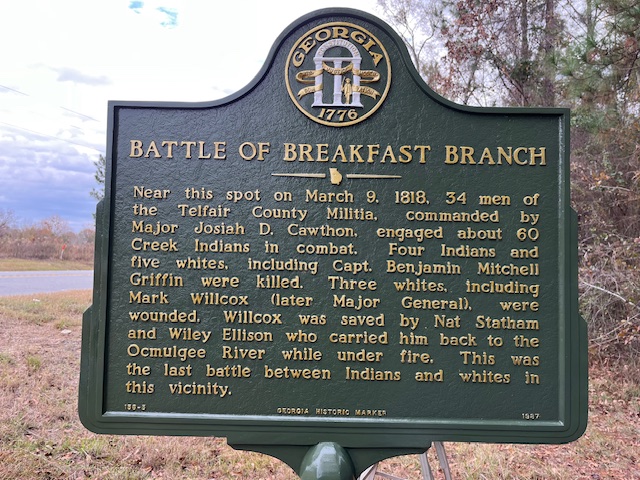 GEORGIA
1776
BATTLE OF BREAKFAST BRANCH
Near this spot on March 9, 1818, 34 men of
the Telfair County Militia, commanded by
Major Josiah D. Cawthon, engaged about 60
Creek Indians in combat. Four Indians and
five whites, including Capt. Benjamin Mitchell
Griffin were killed. Three whites, including
Mark Willcox (later Major General), were
wounded. Willcox was saved by Nat Statham
and Wiley Ellison who carried him back to the
Ocmulgee River while under fire. This was
the last battle between Indians and whites in
this vicinity.
GEORGIA HISTORIC MARKER
1987